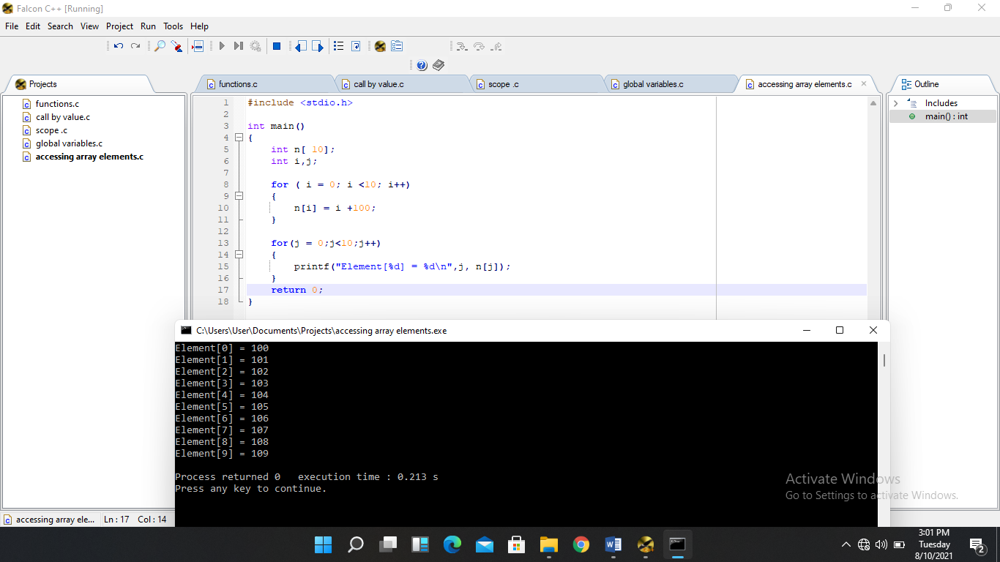 Falcon C++ [Running]
File Edit Search View Project Run Tools Help
Projects
functions.c
call by value.c
scope .c
global variables.c
accessing array elements.c
functions.c call by value.c scope .c global variables.c accessing array elements.c
1 #include <stdio.h>
2
3 int main()
4 {
5 int n[ 10];
6 int i,j;
7
8 for ( i = 0; i <10; i++)
9 {
10 n[i] = i +100;
11 }
12
13 for(j = 0;j<10;j++)
14 {
15 printf("Element[%d] = %d\n",j, n[j]);
16 }
17 return 0;
18 }
Outline
Includes
main() : int
C:\Users\User\Documents\Projects\accessing array elements.exe
Element[0] = 100
Element[1] = 101
Element[2] = 102
Element[3] = 103
Element[4] = 104
Element[5] = 105
Element[6] = 106
Element[7] = 107
Element[8] = 108
Element[9] = 109
Process returned 0 execution time : 0.213 s
Press any key to continue.
Activate Windows
Go to Settings to activate Windows.
accessing array ele... Ln : 17 Col : 14
3:01 PM
Tuesday
8/10/2021
2